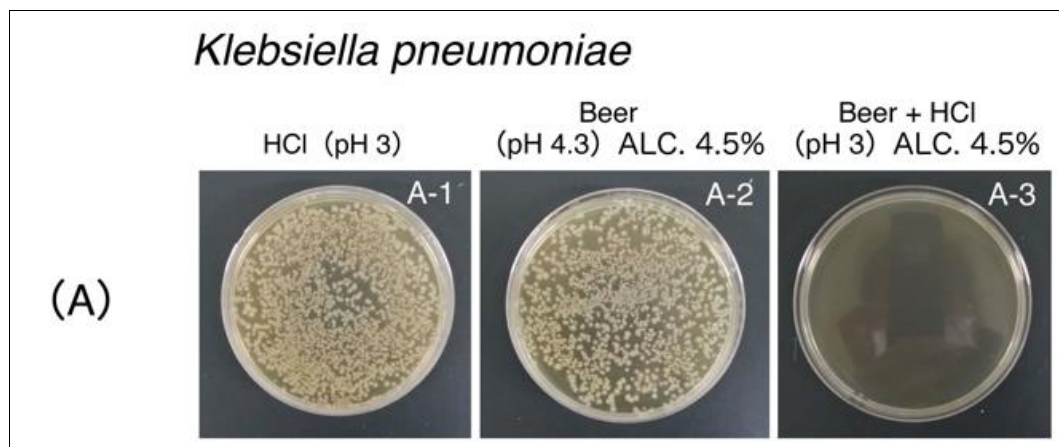 Klebsiella pneumoniae
HCl (pH 3)
Beer
(pH 4.3) ALC. 4.5%
Beer + HCl
(pH 3) ALC. 4.5%
A-1
A-2
A-3
(A)